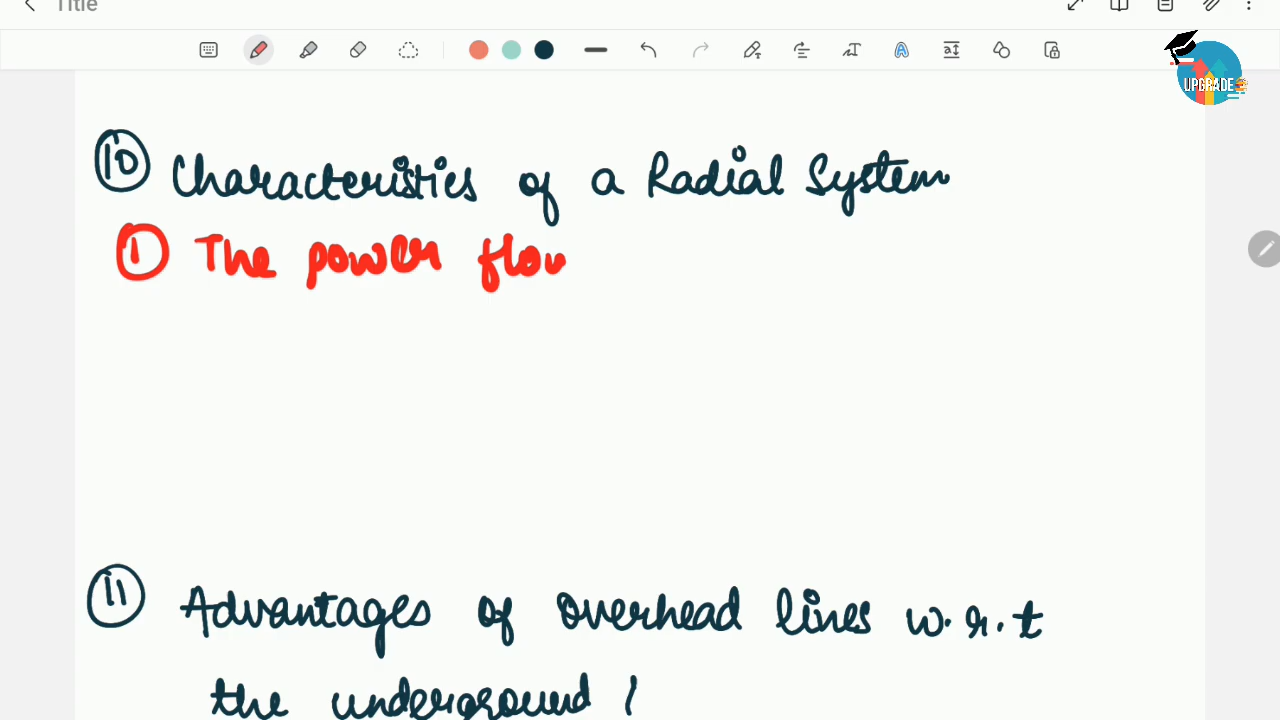 Title
UPGRADE
10 Characteristics of a Radial System
1 The power flow
11 Advantages of overhead lines w.r.t
the underground